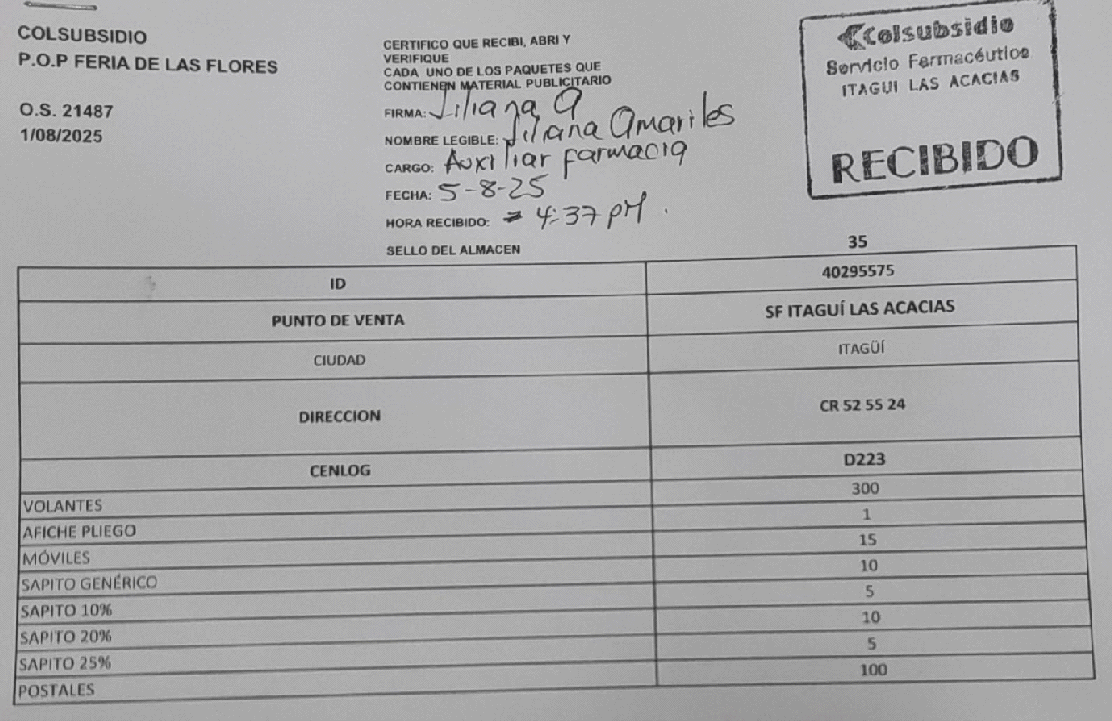 COLSUBSIDIO
P.O.P FERIA DE LAS FLORES
O.S. 21487
1/08/2025
CERTIFICO QUE RECIBI, ABRI Y
VERIFIQUE
CADA UNO DE LOS PAQUETES QUE
CONTIENEN MATERIAL PUBLICITARIO
FIRMA: Liliana A
NOMBRE LEGIBLE: Liliana Amariles
CARGO: Auxiliar farmacia
FECHA: 5-8-25
HORA RECIBIDO: 4:37 PM.
SELLO DEL ALMACEN
Colsubsidio
Servicio Farmacéutico
ITAGUI LAS ACACIAS
RECIBIDO
35
ID 40295575
PUNTO DE VENTA SF ITAGUÍ LAS ACACIAS
CIUDAD ITAGÜÍ
DIRECCION CR 52 55 24
CENLOG D223
VOLANTES 300
AFICHE PLIEGO 1
MÓVILES 15
SAPITO GENÉRICO 10
SAPITO 10% 5
SAPITO 20% 10
SAPITO 25% 5
POSTALES 100